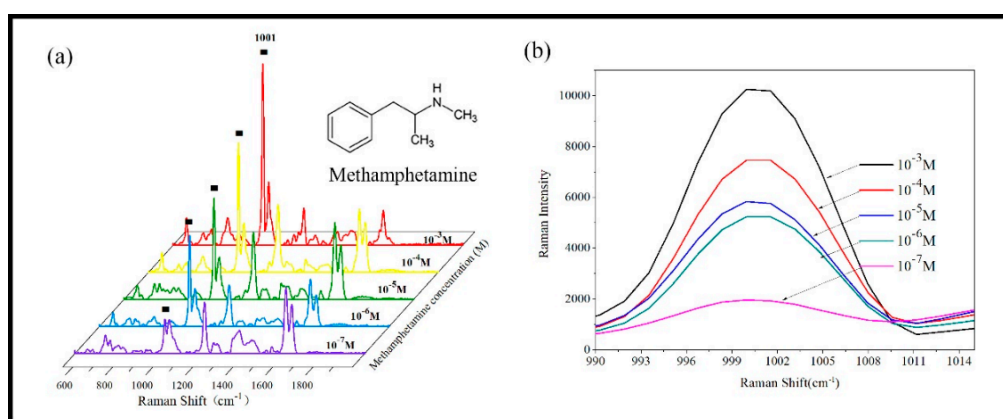 (a)
1001
H
N
CH3
CH3
Methamphetamine
10-3M
10-4M
10-5M
10-6M
10-7M
Methamphetamine concentration (M)
600 800 1000 1200 1400 1600 1800
Raman Shift (cm-1)
(b)
10000
8000
6000
4000
2000
0
Raman Intensity
10-3M
10-4M
10-5M
10-6M
10-7M
990 993 996 999 1002 1005 1008 1011 1014
Raman Shift(cm-1)